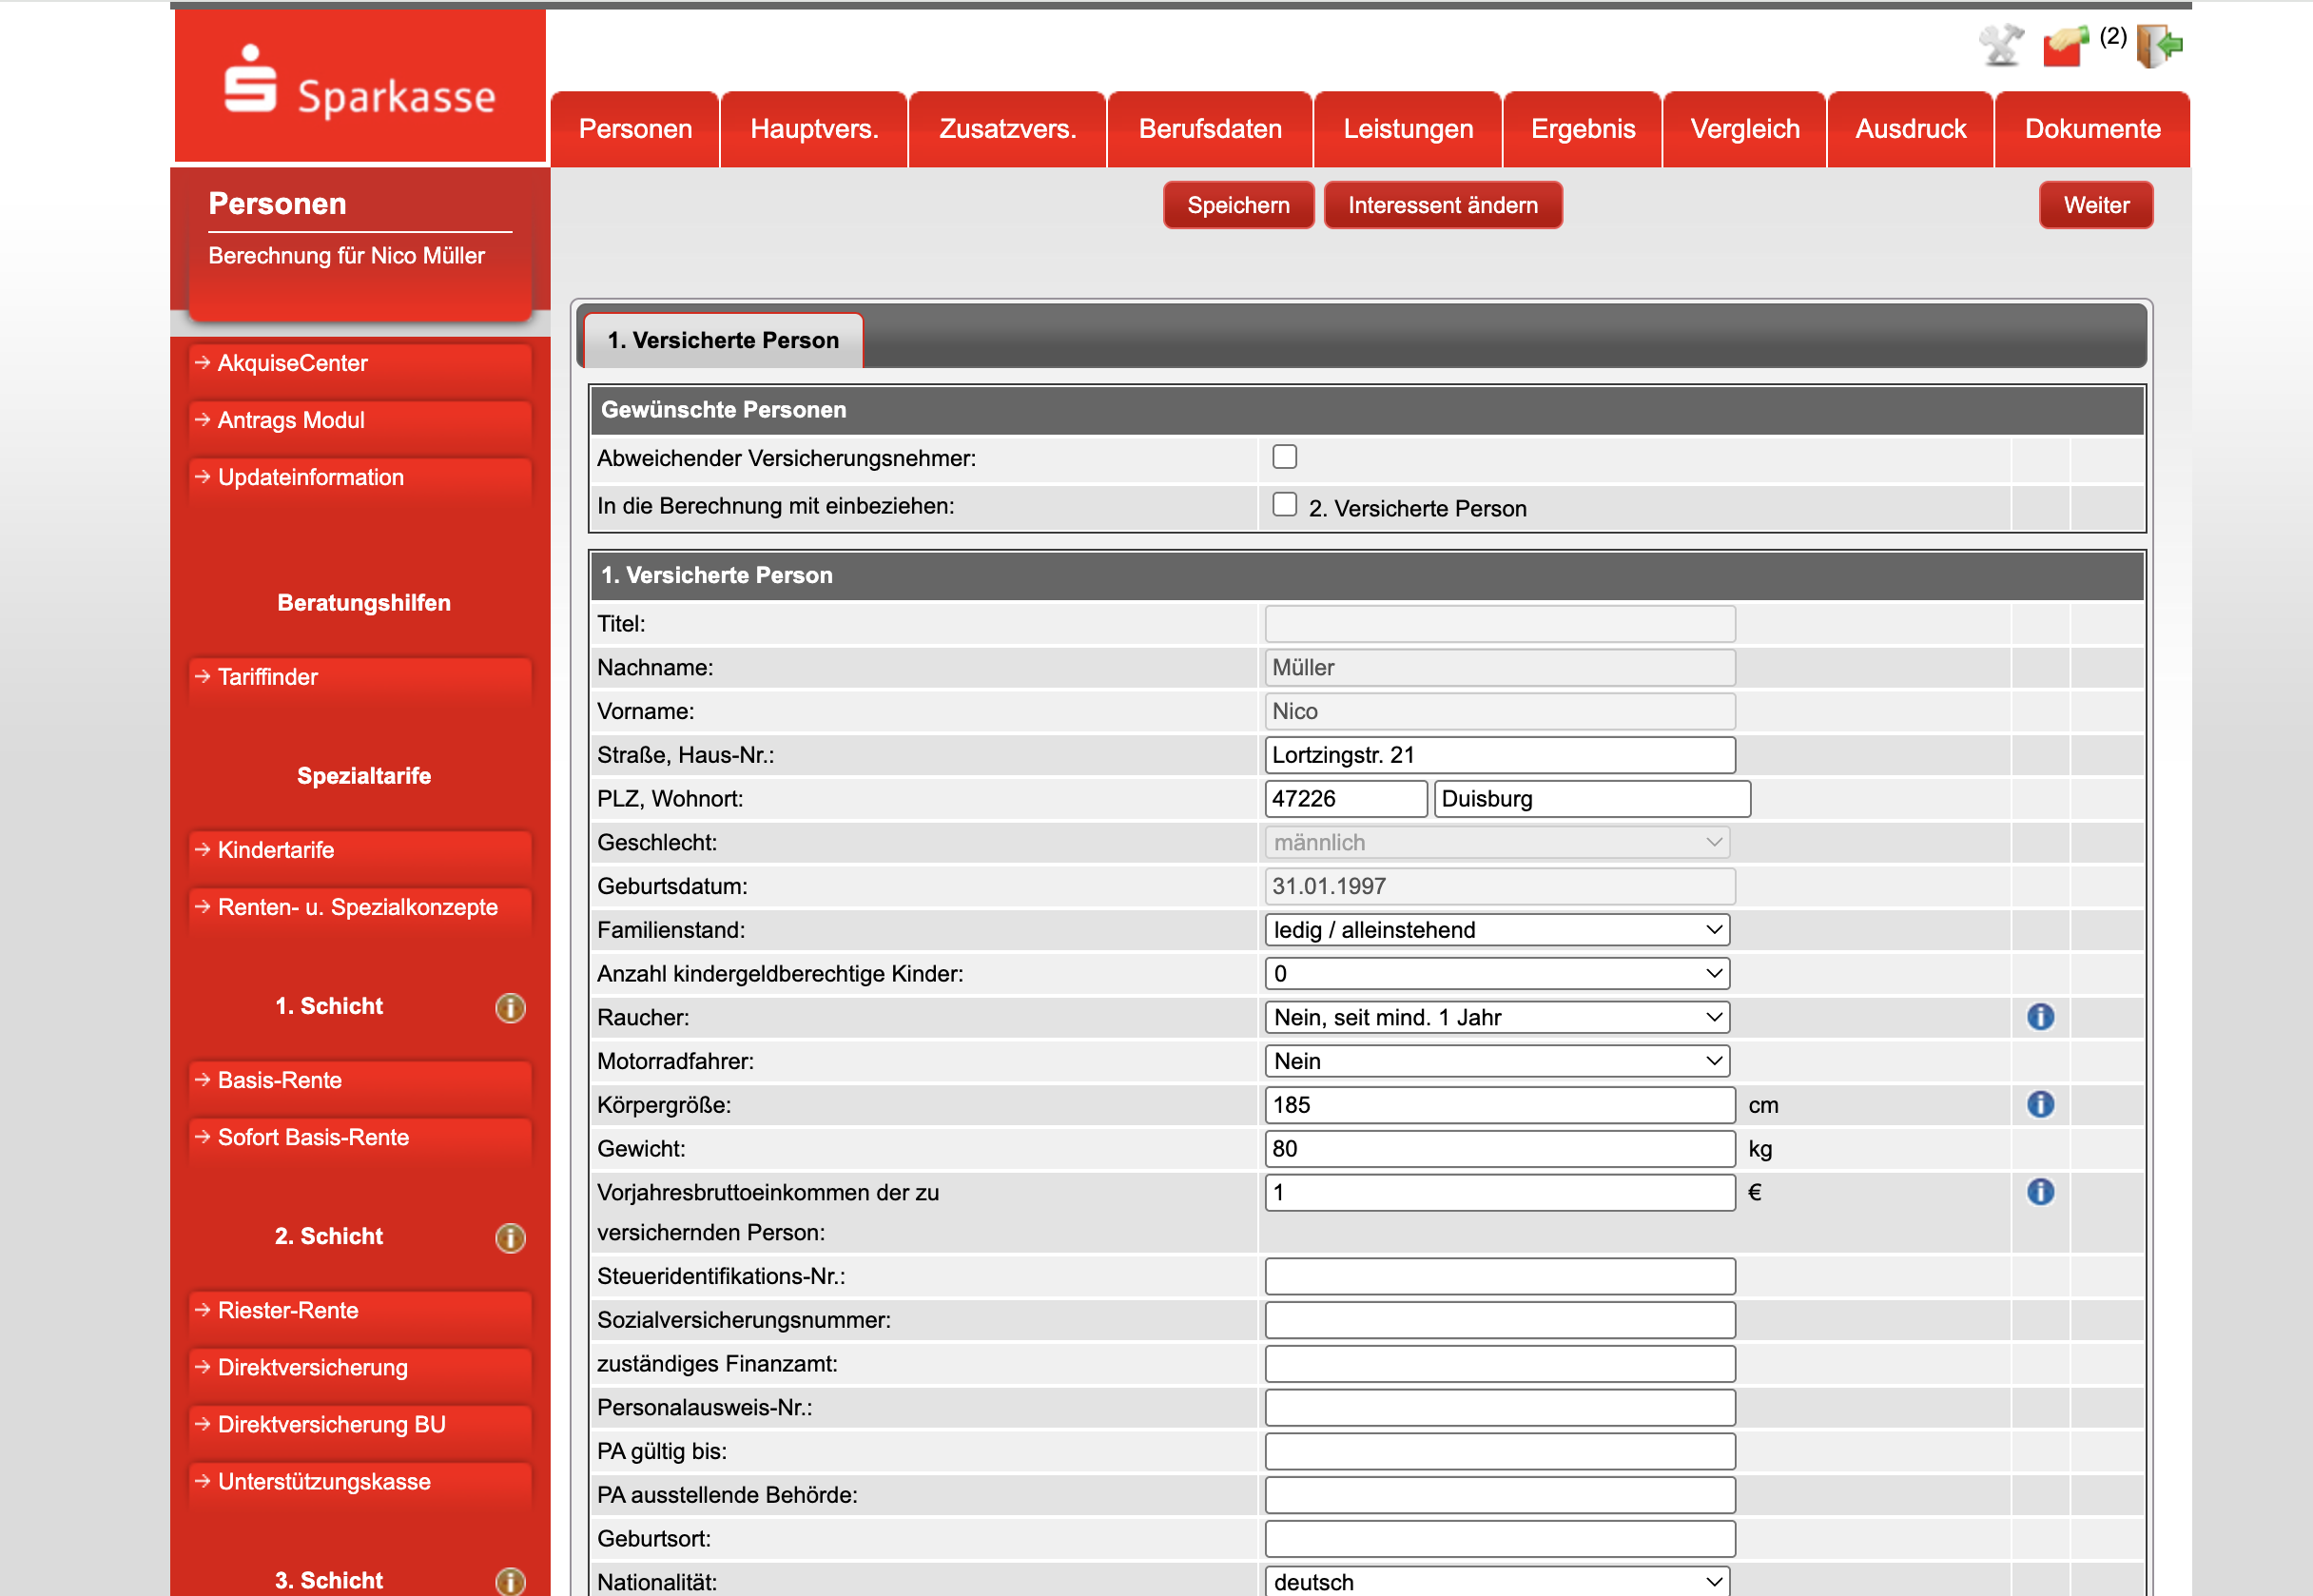 Sparkasse
(2)
Personen
Hauptvers.
Zusatzvers.
Berufsdaten
Leistungen
Ergebnis
Vergleich
Ausdruck
Dokumente
Personen
Berechnung für Nico Müller
Speichern
Interessent ändern
Weiter
AkquiseCenter
Antrags Modul
Updateinformation
Beratungshilfen
Tariffinder
Spezialtarife
Kindertarife
Renten- u. Spezialkonzepte
1. Schicht
Basis-Rente
Sofort Basis-Rente
2. Schicht
Riester-Rente
Direktversicherung
Direktversicherung BU
Unterstützungskasse
3. Schicht
1. Versicherte Person
Gewünschte Personen
Abweichender Versicherungsnehmer:
In die Berechnung mit einbeziehen: 2. Versicherte Person
1. Versicherte Person
Titel:
Nachname: Müller
Vorname: Nico
Straße, Haus-Nr.: Lortzingstr. 21
PLZ, Wohnort: 47226 Duisburg
Geschlecht: männlich
Geburtsdatum: 31.01.1997
Familienstand: ledig / alleinstehend
Anzahl kindergeldberechtige Kinder: 0
Raucher: Nein, seit mind. 1 Jahr
Motorradfahrer: Nein
Körpergröße: 185 cm
Gewicht: 80 kg
Vorjahresbruttoeinkommen der zu 1 €
versichernden Person:
Steueridentifikations-Nr.:
Sozialversicherungsnummer:
zuständiges Finanzamt:
Personalausweis-Nr.:
PA gültig bis:
PA ausstellende Behörde:
Geburtsort:
Nationalität: deutsch